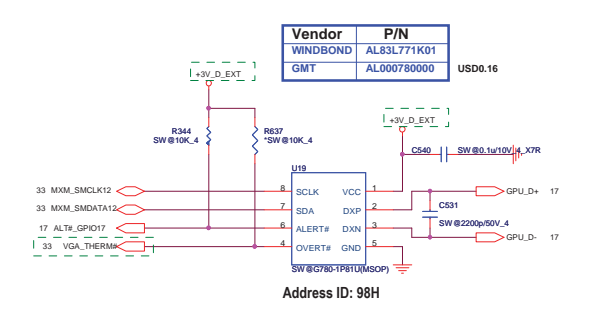 Vendor P/N
WINDBOND AL83L771K01
GMT AL000780000 USD0.16
+3V_D_EXT
+3V_D_EXT
R344
SW@10K_4
R637
*SW@10K_4
C540 SW@0.1u/10V_4_X7R
U19
33 MXM_SMCLK12 8 SCLK VCC 1
33 MXM_SMDATA12 7 SDA DXP 2 GPU_D+ 17
C531
SW@2200p/50V_4
17 ALT#_GPIO17 6 ALERT# DXN 3 GPU_D- 17
33 VGA_THERM# 4 OVERT# GND 5
SW@G780-1P81U(MSOP)
Address ID: 98H